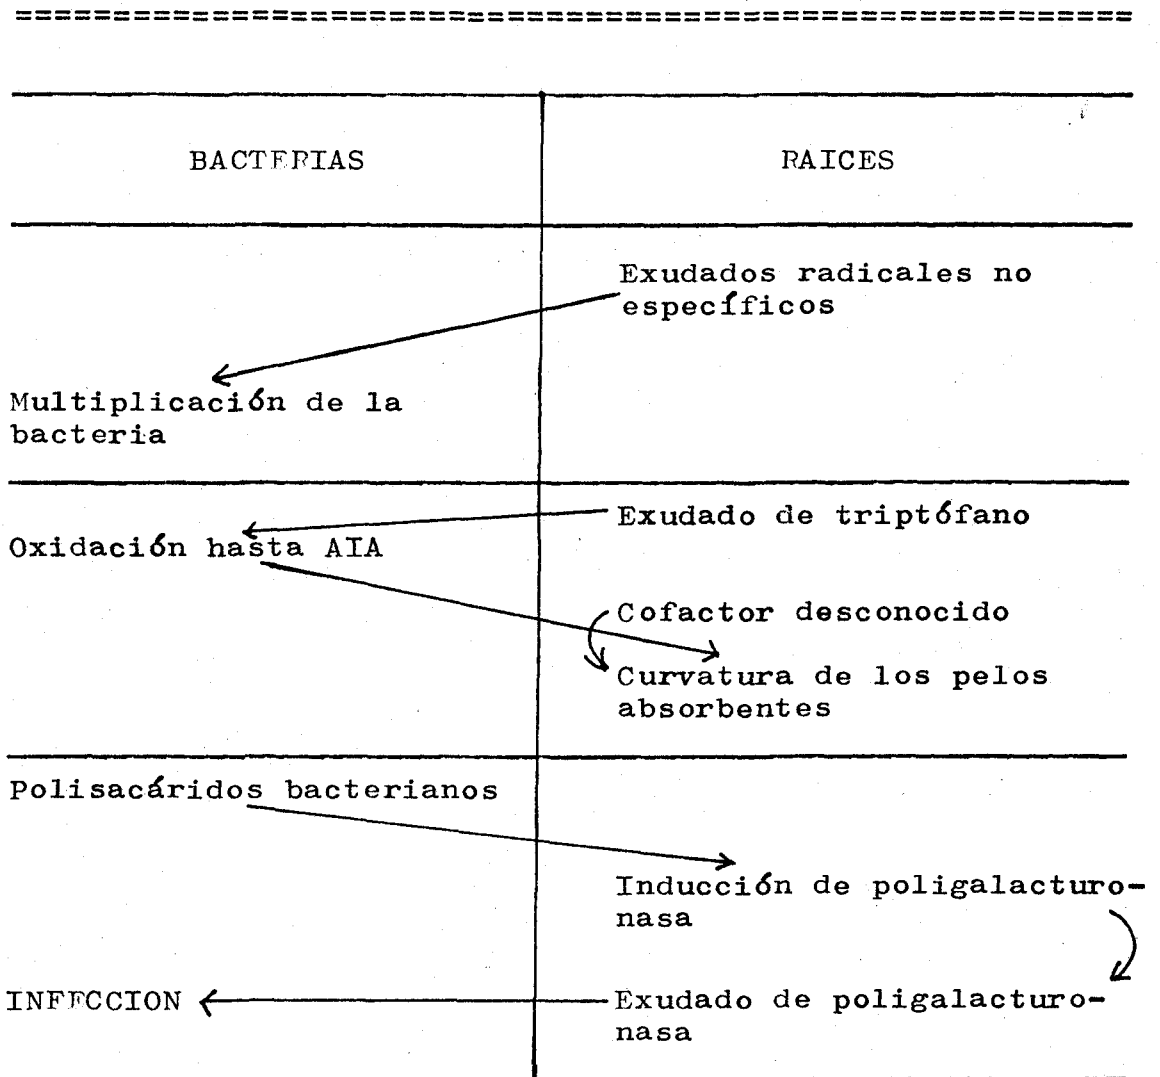 BACTERIAS
RAICES
Exudados radicales no
específicos
Multiplicación de la
bacteria
Exudado de triptófano
Oxidación hasta AIA
Cofactor desconocido
Curvatura de los pelos
absorbentes
Polisacáridos bacterianos
Inducción de poligalacturo-
nasa
INFECCION
Exudado de poligalacturo-
nasa